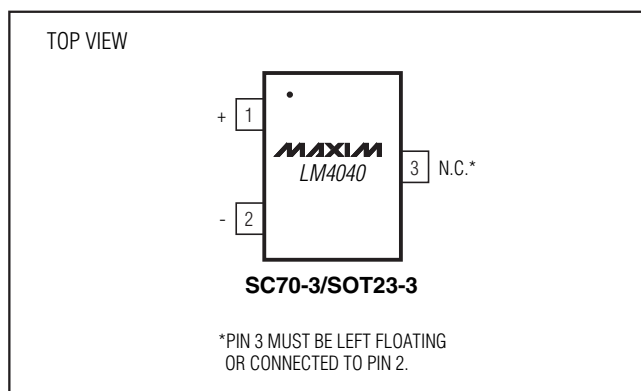 TOP VIEW
+ 1
MAXIM
LM4040
3 N.C.*
- 2
SC70-3/SOT23-3
*PIN 3 MUST BE LEFT FLOATING
OR CONNECTED TO PIN 2.